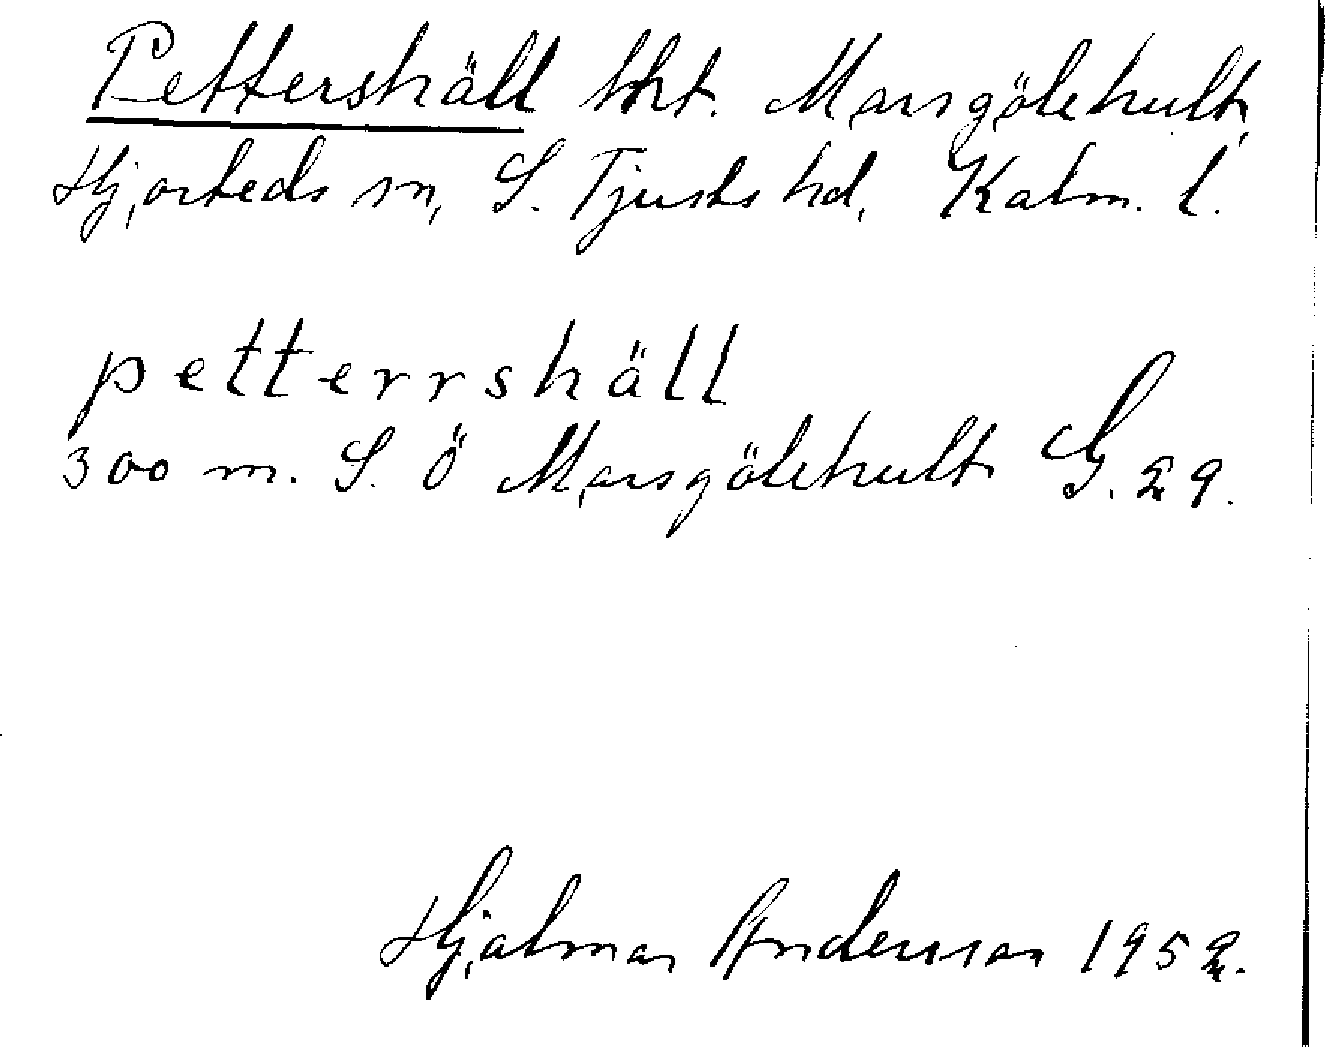 Pettershäll tht. Marsgölehult,
Hjorteds sn, S. Tjusts hd, Kalm. l.
petterrshäll
300 m. S. Ö Marsgölehult G. 29.
Hjalmar Andersson 1952.